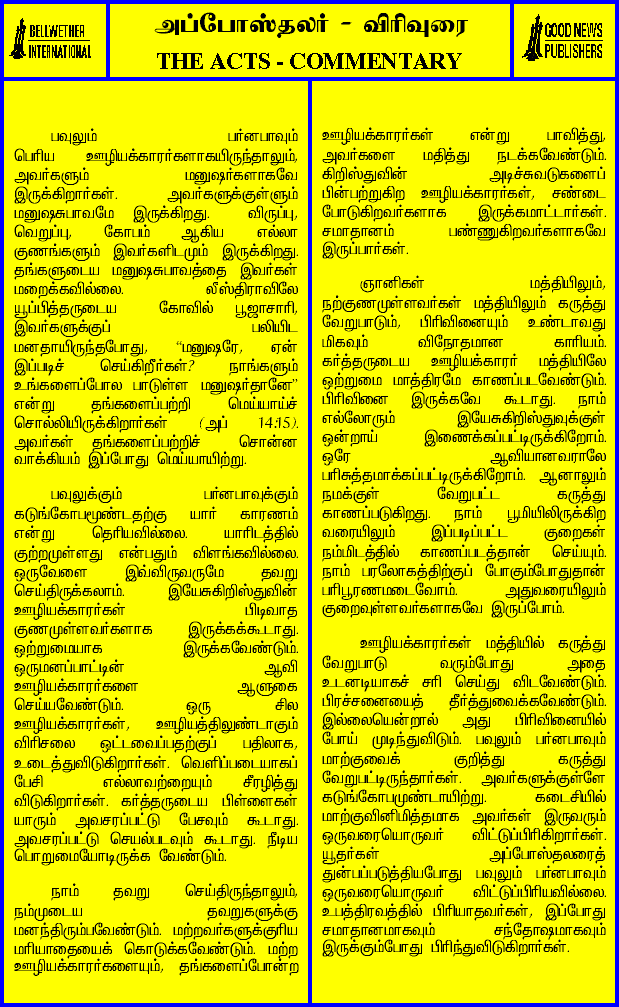 BELLWETHER
INTERNATIONAL
அப்போஸ்தலர் - விரிவுரை
THE ACTS - COMMENTARY
GOOD NEWS
PUBLISHERS
பவுலும் பர்னபாவும்
பெரிய ஊழியக்காரர்களாகயிருந்தாலும்,
அவர்களும் மனுஷர்களாகவே
இருக்கிறார்கள். அவர்களுக்குள்ளும்
மனுஷசுபாவமே இருக்கிறது. விருப்பு,
வெறுப்பு, கோபம் ஆகிய எல்லா
குணங்களும் இவர்களிடமும் இருக்கிறது.
தங்களுடைய மனுஷசுபாவத்தை இவர்கள்
மறைக்கவில்லை. லீஸ்திராவிலே
யூப்பித்தருடைய கோவில் பூஜாசாரி,
இவர்களுக்குப் பலியிட
மனதாயிருந்தபோது, “மனுஷரே, ஏன்
இப்படிச் செய்கிறீர்கள்? நாங்களும்
உங்களைப்போல பாடுள்ள மனுஷர்தானே”
என்று தங்களைப்பற்றி மெய்யாய்ச்
சொல்லியிருக்கிறார்கள் (அப் 14:15).
அவர்கள் தங்களைப்பற்றிச் சொன்ன
வாக்கியம் இப்போது மெய்யாயிற்று.
பவுலுக்கும் பர்னபாவுக்கும்
கடுங்கோபமூண்டதற்கு யார் காரணம்
என்று தெரியவில்லை. யாரிடத்தில்
குற்றமுள்ளது என்பதும் விளங்கவில்லை.
ஒருவேளை இவ்விருவருமே தவறு
செய்திருக்கலாம். இயேசுகிறிஸ்துவின்
ஊழியக்காரர்கள் பிடிவாத
குணமுள்ளவர்களாக இருக்கக்கூடாது.
ஒற்றுமையாக இருக்கவேண்டும்.
ஒருமனப்பாட்டின் ஆவி
ஊழியக்காரர்களை ஆளுகை
செய்யவேண்டும். ஒரு சில
ஊழியக்காரர்கள், ஊழியத்திலுண்டாகும்
விரிசலை ஒட்டவைப்பதற்குப் பதிலாக,
உடைத்துவிடுகிறார்கள். வெளிப்படையாகப்
பேசி எல்லாவற்றையும் சீரழித்து
விடுகிறார்கள். கர்த்தருடைய பிள்ளைகள்
யாரும் அவசரப்பட்டு பேசவும் கூடாது.
அவசரப்பட்டு செயல்படவும் கூடாது. நீடிய
பொறுமையோடிருக்க வேண்டும்.
நாம் தவறு செய்திருந்தாலும்,
நம்முடைய தவறுகளுக்கு
மனந்திரும்பவேண்டும். மற்றவர்களுக்குரிய
மரியாதையைக் கொடுக்கவேண்டும். மற்ற
ஊழியக்காரர்களையும், தங்களைப்போன்ற
ஊழியக்காரர்கள் என்று பாவித்து,
அவர்களை மதித்து நடக்கவேண்டும்.
கிறிஸ்துவின் அடிச்சுவடுகளைப்
பின்பற்றுகிற ஊழியக்காரர்கள், சண்டை
போடுகிறவர்களாக இருக்கமாட்டார்கள்.
சமாதானம் பண்ணுகிறவர்களாகவே
இருப்பார்கள்.
ஞானிகள் மத்தியிலும்,
நற்குணமுள்ளவர்கள் மத்தியிலும் கருத்து
வேறுபாடும், பிரிவினையும் உண்டாவது
மிகவும் விநோதமான காரியம்.
கர்த்தருடைய ஊழியக்காரர் மத்தியிலே
ஒற்றுமை மாத்திரமே காணப்படவேண்டும்.
பிரிவினை இருக்கவே கூடாது. நாம்
எல்லோரும் இயேசுகிறிஸ்துவுக்குள்
ஒன்றாய் இணைக்கப்பட்டிருக்கிறோம்.
ஒரே ஆவியானவராலே
பரிசுத்தமாக்கப்பட்டிருக்கிறோம். ஆனாலும்
நமக்குள் வேறுபட்ட கருத்து
காணப்படுகிறது. நாம் பூமியிலிருக்கிற
வரையிலும் இப்படிப்பட்ட குறைகள்
நம்மிடத்தில் காணப்படத்தான் செய்யும்.
நாம் பரலோகத்திற்குப் போகும்போதுதான்
பரிபூரணமடைவோம். அதுவரையிலும்
குறைவுள்ளவர்களாகவே இருப்போம்.
ஊழியக்காரர்கள் மத்தியில் கருத்து
வேறுபாடு வரும்போது அதை
உடனடியாகச் சரி செய்து விடவேண்டும்.
பிரச்சனையைத் தீர்த்துவைக்கவேண்டும்.
இல்லையென்றால் அது பிரிவினையில்
போய் முடிந்துவிடும். பவுலும் பர்னபாவும்
மாற்குவைக் குறித்து கருத்து
வேறுபட்டிருந்தார்கள். அவர்களுக்குள்ளே
கடுங்கோபமுண்டாயிற்று. கடைசியில்
மாற்குவினிமித்தமாக அவர்கள் இருவரும்
ஒருவரையொருவர் விட்டுப்பிரிகிறார்கள்.
யூதர்கள் அப்போஸ்தலரைத்
துன்பப்படுத்தியபோது பவுலும் பர்னபாவும்
ஒருவரையொருவர் விட்டுப்பிரியவில்லை.
உபத்திரவத்தில் பிரியாதவர்கள், இப்போது
சமாதானமாகவும் சந்தோஷமாகவும்
இருக்கும்போது பிரிந்துவிடுகிறார்கள்.